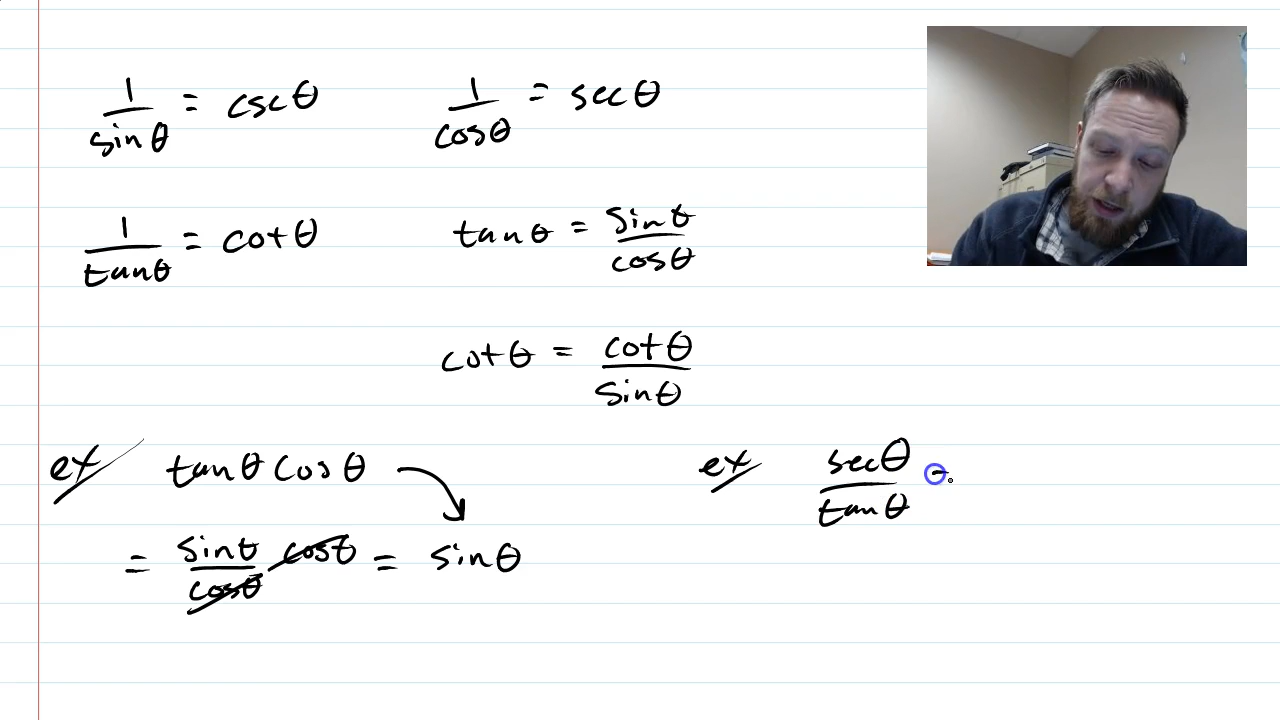 1/sinθ = cscθ    1/cosθ = secθ
1/tanθ = cotθ    tanθ = sinθ/cosθ
cotθ = cotθ/sinθ
ex/ tanθ cosθ    ex/ secθ/tanθ =
= sinθ/cosθ cosθ = sinθ